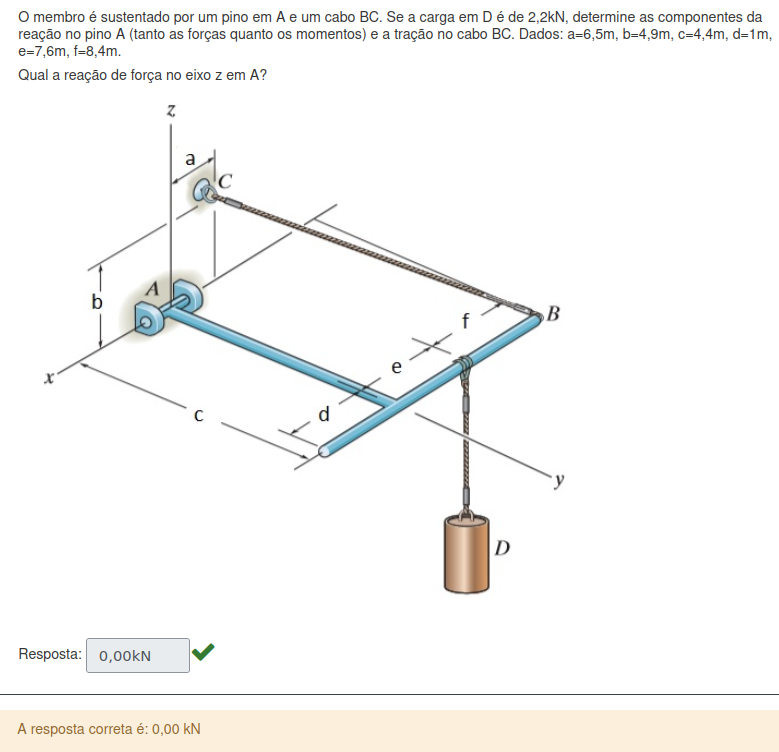 O membro é sustentado por um pino em A e um cabo BC. Se a carga em D é de 2,2kN, determine as componentes da
reação no pino A (tanto as forças quanto os momentos) e a tração no cabo BC. Dados: a=6,5m, b=4,9m, c=4,4m, d=1m,
e=7,6m, f=8,4m.
Qual a reação de força no eixo z em A?
z
a
C
A
b
B
f
e
x
c
d
y
D
Resposta: 0,00kN
A resposta correta é: 0,00 kN